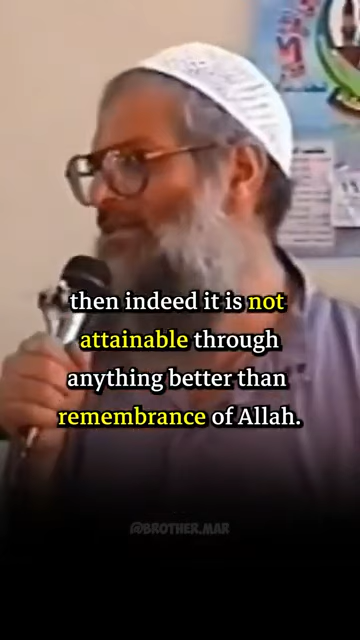 then indeed it is not
attainable through
anything better than
remembrance of Allah.
@BROTHER.MAR